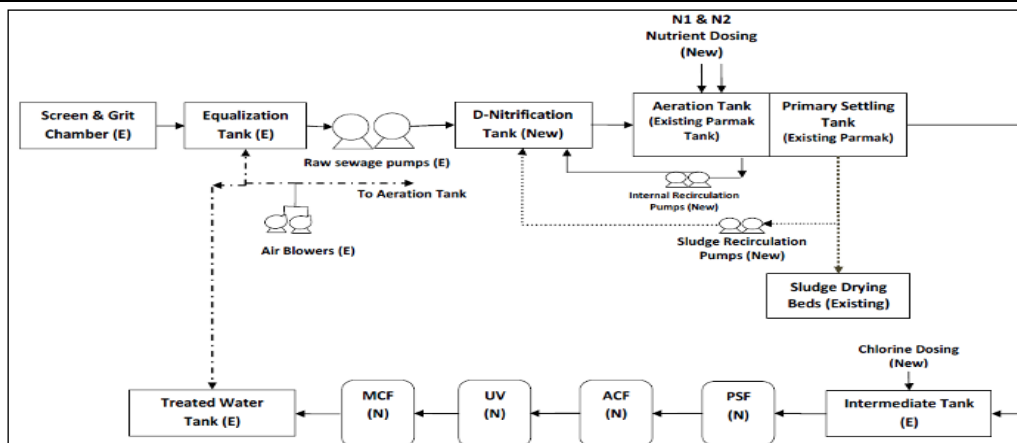 N1 & N2
Nutrient Dosing
(New)
Screen & Grit
Chamber (E)
Equalization
Tank (E)
Raw sewage pumps (E)
D-Nitrification
Tank (New)
Aeration Tank
(Existing Parmak
Tank)
Primary Settling
Tank
(Existing Parmak)
To Aeration Tank
Internal Recirculation
Pumps (New)
Air Blowers (E)
Sludge Recirculation
Pumps (New)
Sludge Drying
Beds (Existing)
Chlorine Dosing
(New)
Treated Water
Tank (E)
MCF
(N)
UV
(N)
ACF
(N)
PSF
(N)
Intermediate Tank
(E)